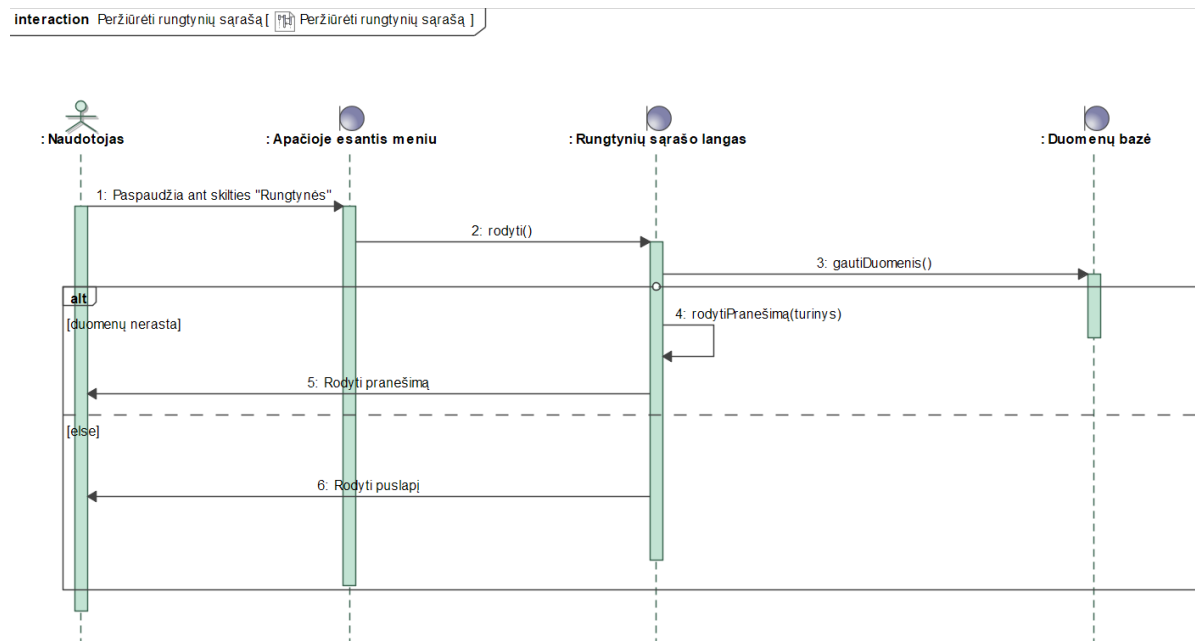 interaction Peržiūrėti rungtynių sąrašą [ Peržiūrėti rungtynių sąrašą ]
: Naudotojas
: Apačioje esantis meniu
: Rungtynių sąrašo langas
: Duomenų bazė
1: Paspaudžia ant skilties "Rungtynės"
2: rodyti()
3: gautiDuomenis()
alt
[duomenų nerasta]
4: rodytiPranešimą(turinys)
5: Rodyti pranešimą
[else]
6: Rodyti puslapį